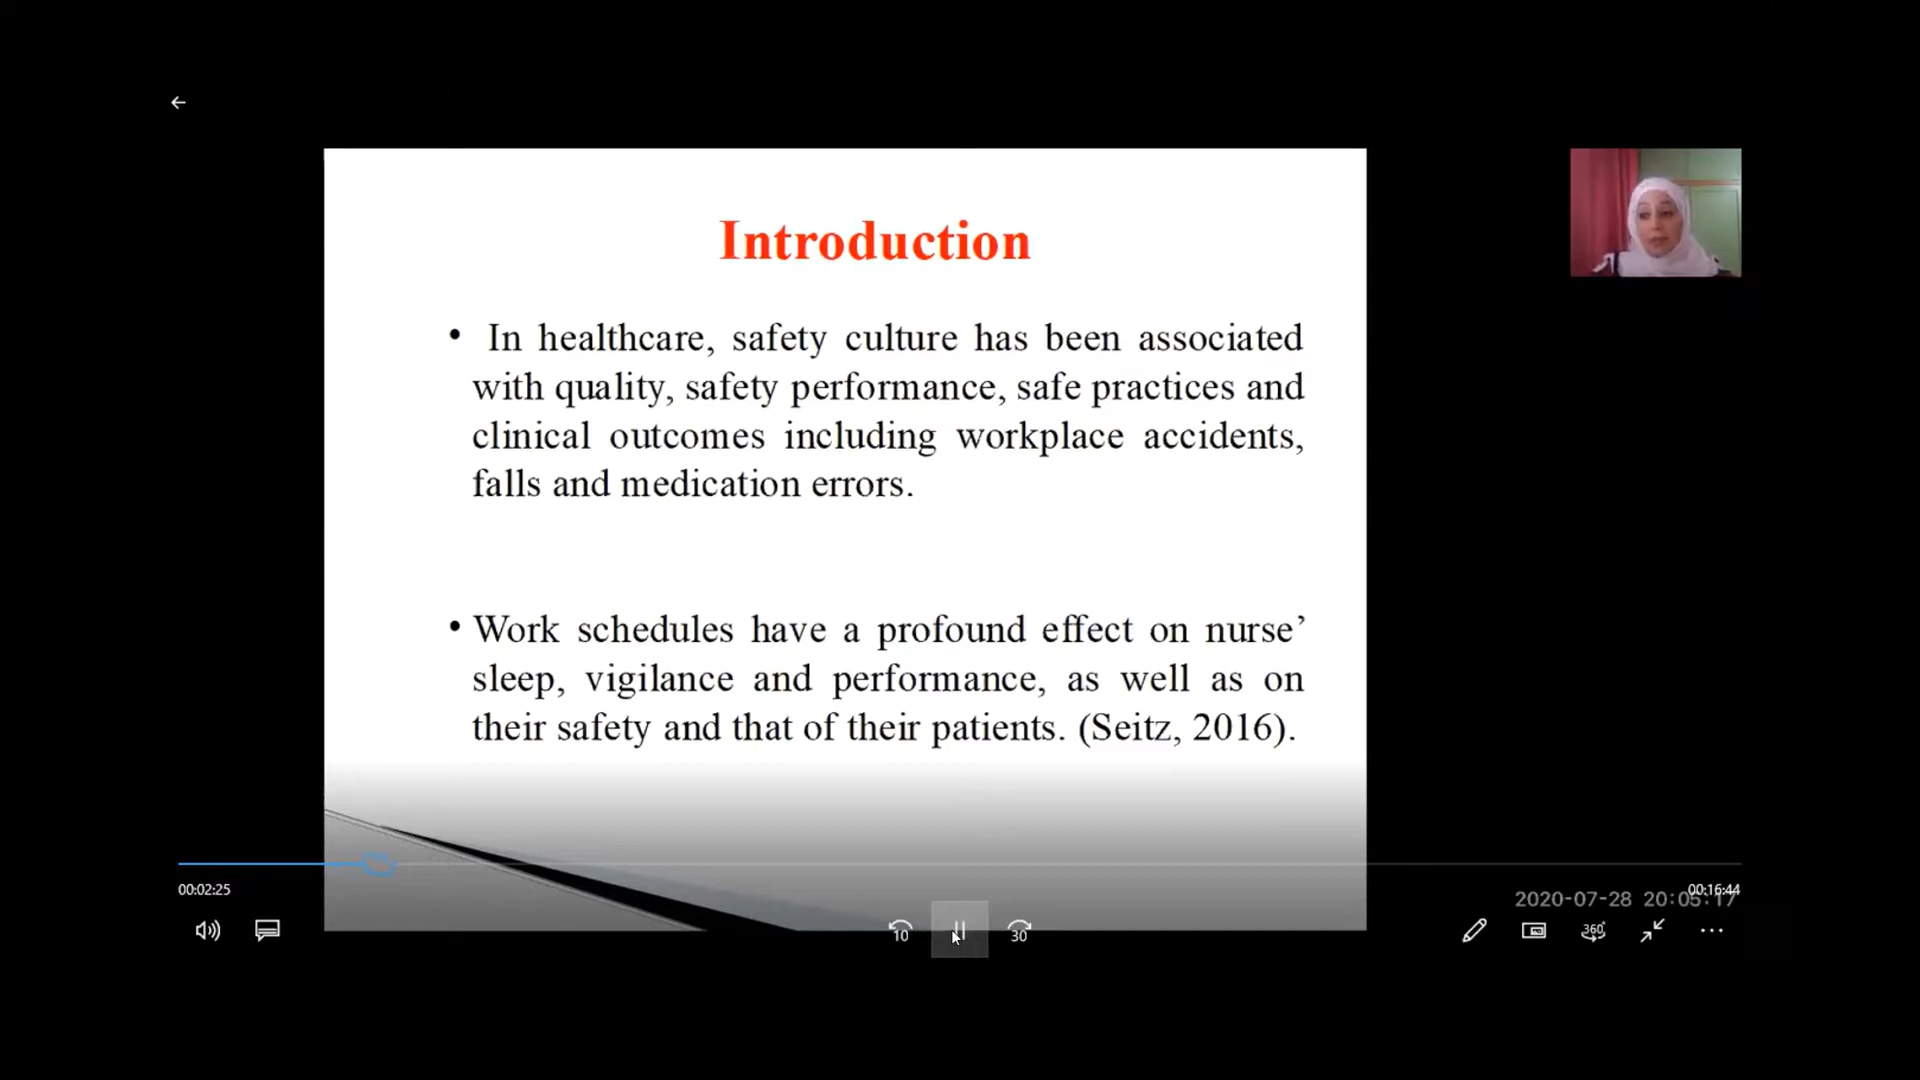 Introduction
• In healthcare, safety culture has been associated
with quality, safety performance, safe practices and
clinical outcomes including workplace accidents,
falls and medication errors.
• Work schedules have a profound effect on nurse’
sleep, vigilance and performance, as well as on
their safety and that of their patients. (Seitz, 2016).
00:02:25
00:16:44
2020-07-28 20:05:17
10
30
360